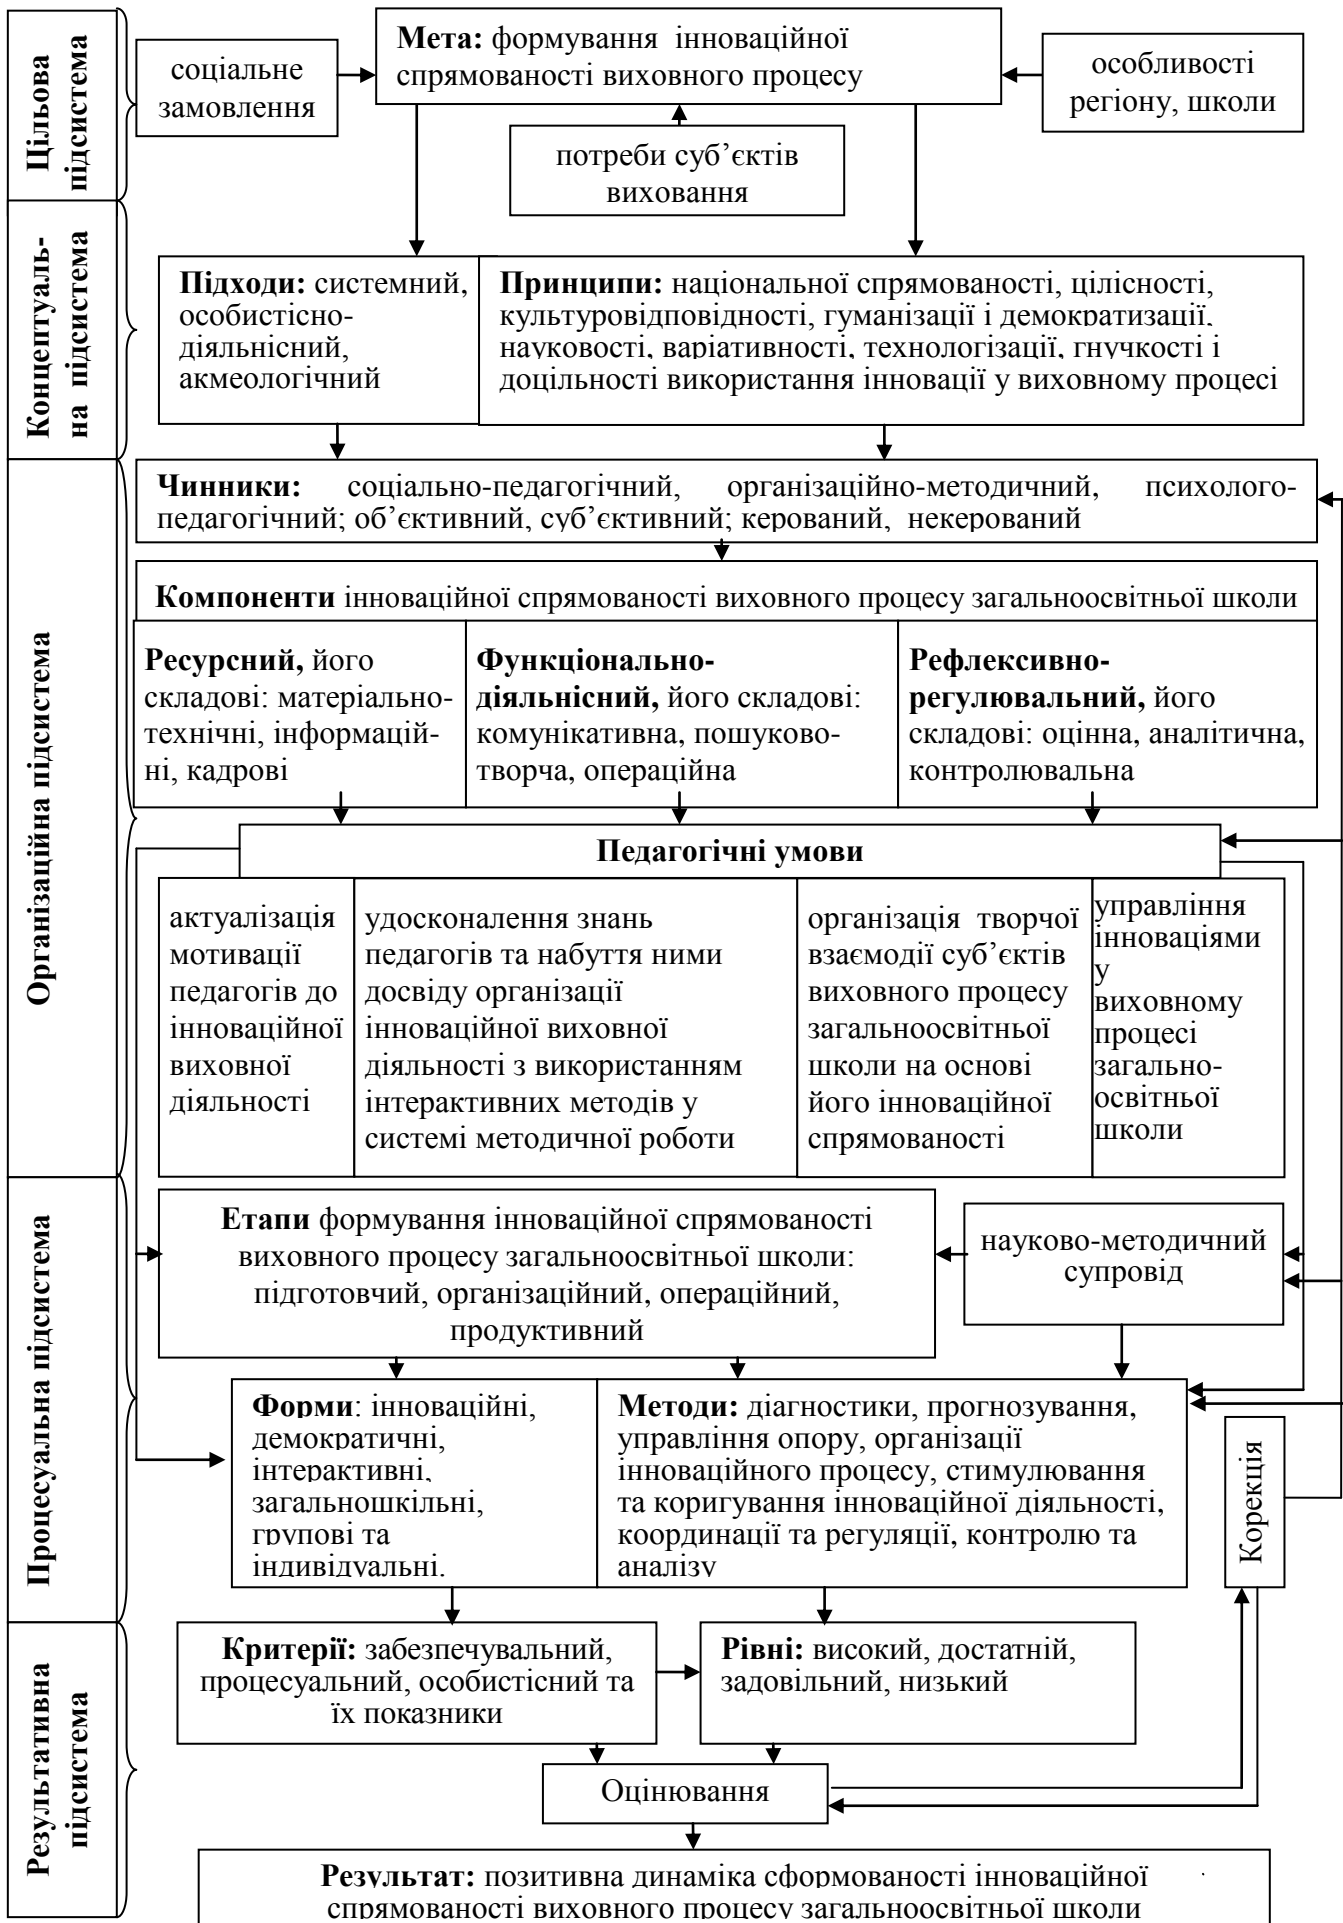 Цільова
підсистема
соціальне
замовлення
Мета: формування інноваційної
спрямованості виховного процесу
особливості
регіону, школи
потреби суб’єктів
виховання
Концептуаль-
на підсистема
Підходи: системний,
особистісно-
діяльнісний,
акмеологічний
Принципи: національної спрямованості, цілісності,
культуровідповідності, гуманізації і демократизації,
науковості, варіативності, технологізації, гнучкості і
доцільності використання інновації у виховному процесі
Організаційна підсистема
Чинники: соціально-педагогічний, організаційно-методичний, психолого-
педагогічний; об’єктивний, суб’єктивний; керований, некерований
Компоненти інноваційної спрямованості виховного процесу загальноосвітньої школи
Ресурсний, його
складові: матеріально-
технічні, інформацій-
ні, кадрові
Функціонально-
діяльнісний, його складові:
комунікативна, пошуково-
творча, операційна
Рефлексивно-
регулювальний, його
складові: оцінна, аналітична,
контролювальна
Педагогічні умови
актуалізація
мотивації
педагогів до
інноваційної
виховної
діяльності
удосконалення знань
педагогів та набуття ними
досвіду організації
інноваційної виховної
діяльності з використанням
інтерактивних методів у
системі методичної роботи
організація творчої
взаємодії суб’єктів
виховного процесу
загальноосвітньої
школи на основі
його інноваційної
спрямованості
управління
інноваціями
у
виховному
процесі
загально-
освітньої
школи
Процесуальна підсистема
Етапи формування інноваційної спрямованості
виховного процесу загальноосвітньої школи:
підготовчий, організаційний, операційний,
продуктивний
науково-методичний
супровід
Форми: інноваційні,
демократичні,
інтерактивні,
загальношкільні,
групові та
індивідуальні.
Методи: діагностики, прогнозування,
управління опору, організації
інноваційного процесу, стимулювання
та коригування інноваційної діяльності,
координації та регуляції, контролю та
аналізу
Корекція
Результативна
підсистема
Критерії: забезпечувальний,
процесуальний, особистісний та
їх показники
Рівні: високий, достатній,
задовільний, низький
Оцінювання
Результат: позитивна динаміка сформованості інноваційної
спрямованості виховного процесу загальноосвітньої школи